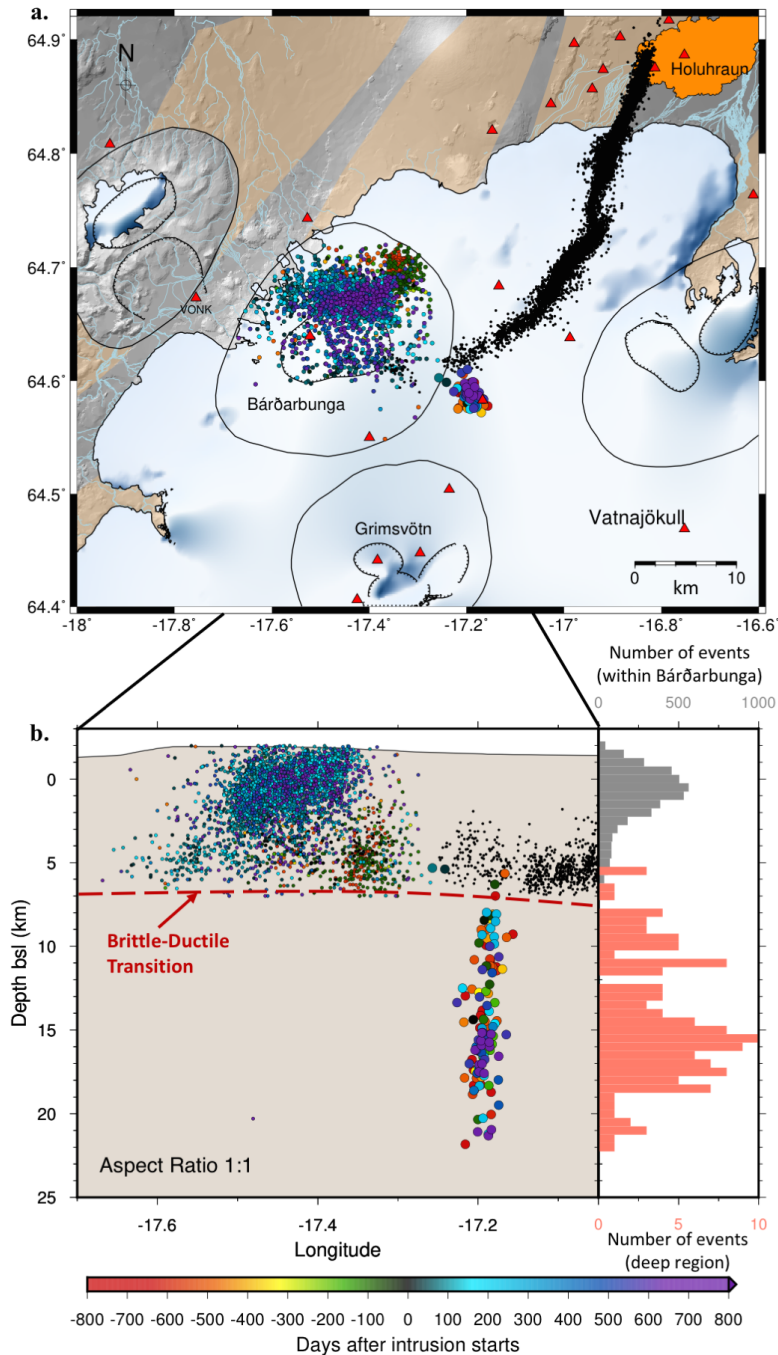 a.
64.9˚
64.8˚
64.7˚
64.6˚
64.5˚
64.4˚
N
Holuhraun
VONK
Bárðarbunga
Grimsvötn
Vatnajökull
0 10
km
-18˚ -17.8˚ -17.6˚ -17.4˚ -17.2˚ -17˚ -16.8˚ -16.6˚
Number of events
(within Bárðarbunga)
0 500 1000
b.
0
5
10
15
20
25
Depth bsl (km)
Brittle-Ductile
Transition
Aspect Ratio 1:1
-17.6 -17.4 -17.2
Longitude
0 5 10
Number of events
(deep region)
-800 -700 -600 -500 -400 -300 -200 -100 0 100 200 300 400 500 600 700 800
Days after intrusion starts